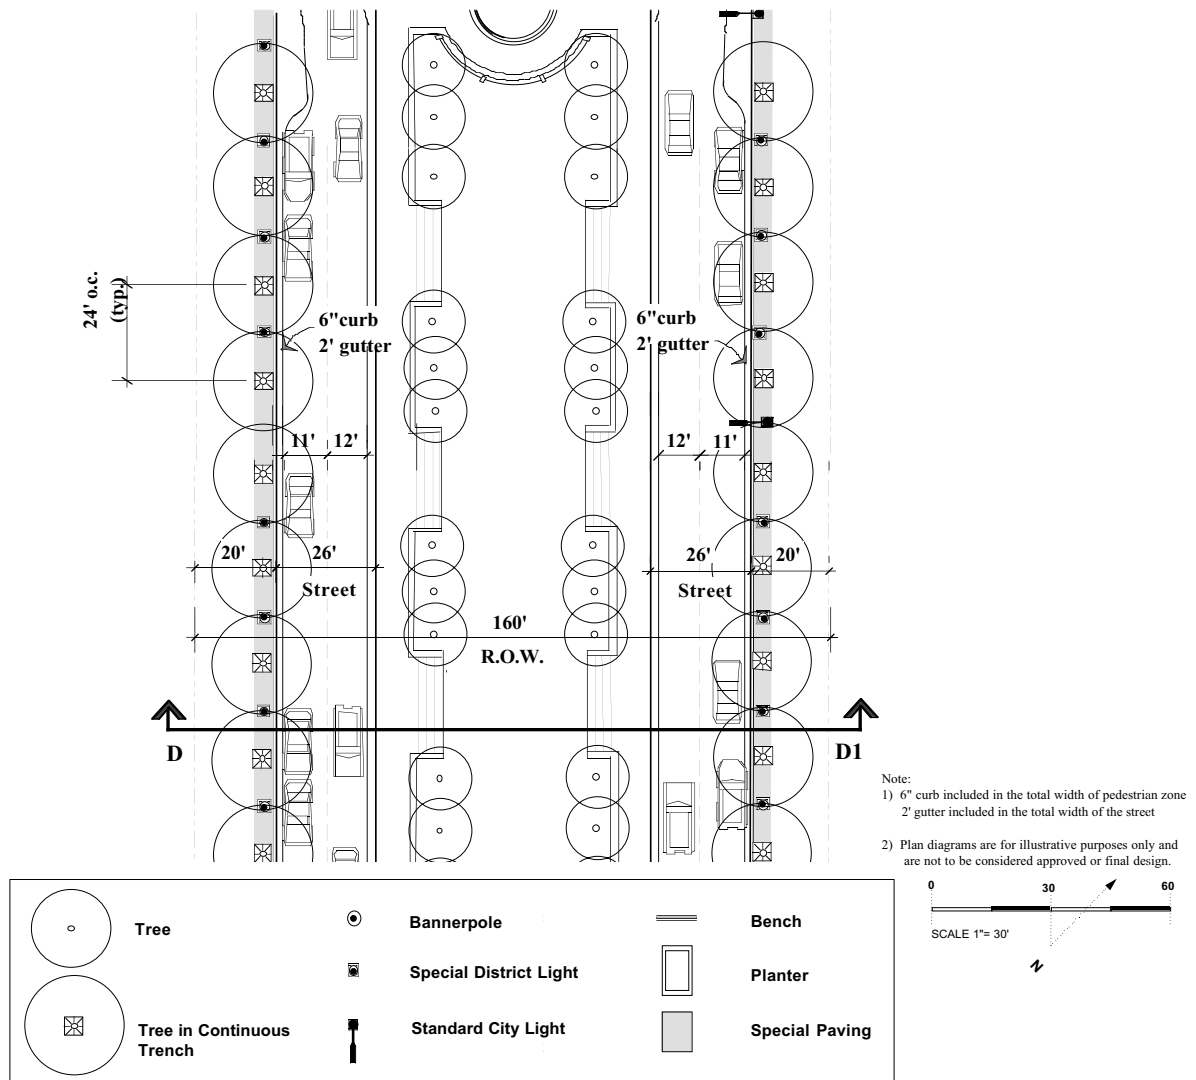 24' o.c.
(typ.)
6"curb
2' gutter
6"curb
2' gutter
11'
12'
12'
11'
20'
26'
Street
26'
20'
Street
160'
R.O.W.
D
D1
Note:
1) 6" curb included in the total width of pedestrian zone
2' gutter included in the total width of the street
2) Plan diagrams are for illustrative purposes only and
are not to be considered approved or final design.
0
30
60
SCALE 1"= 30'
N
Tree
Tree in Continuous
Trench
Bannerpole
Special District Light
Standard City Light
Bench
Planter
Special Paving